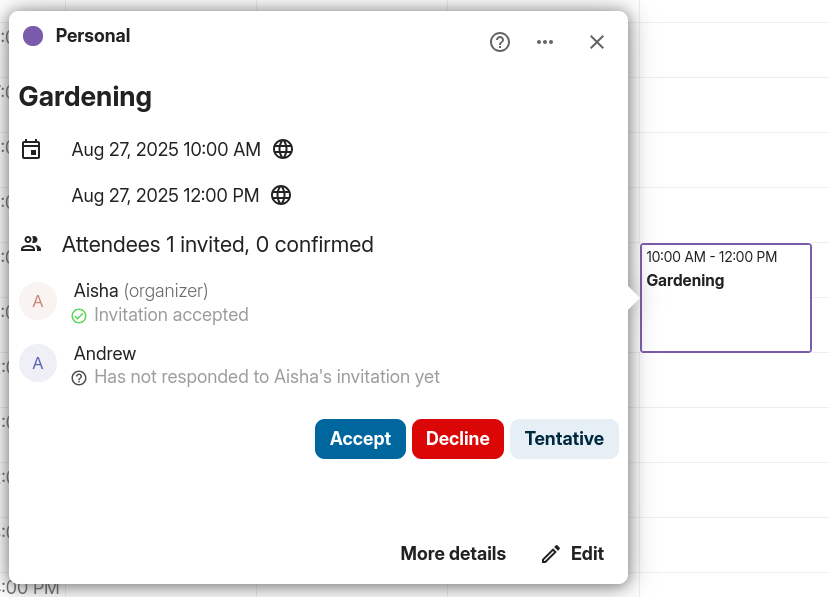 Personal
Gardening
Aug 27, 2025 10:00 AM
Aug 27, 2025 12:00 PM
Attendees 1 invited, 0 confirmed
A
Aisha (organizer)
Invitation accepted
A
Andrew
Has not responded to Aisha's invitation yet
Accept
Decline
Tentative
More details
Edit
10:00 AM - 12:00 PM
Gardening